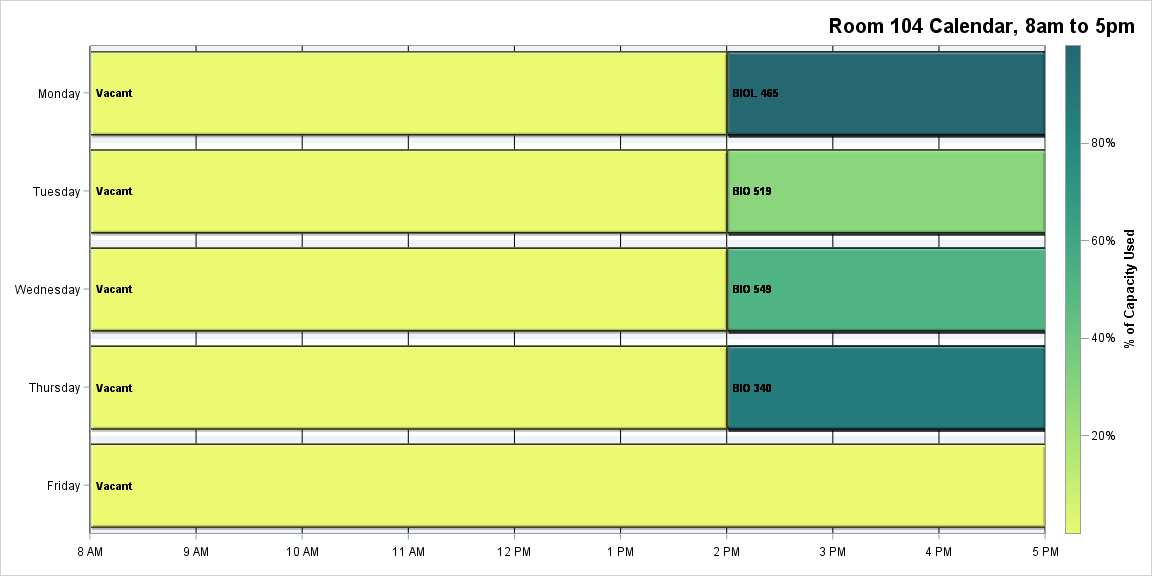 Room 104 Calendar, 8am to 5pm
Monday
Vacant
BIOL 465
Tuesday
Vacant
BIO 519
Wednesday
Vacant
BIO 549
Thursday
Vacant
BIO 340
Friday
Vacant
8 AM 9 AM 10 AM 11 AM 12 PM 1 PM 2 PM 3 PM 4 PM 5 PM
80%
60%
40%
20%
% of Capacity Used